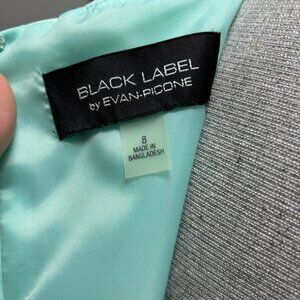 BLACK LABEL
by EVAN-PICONE
8
MADE IN
BANGLADESH